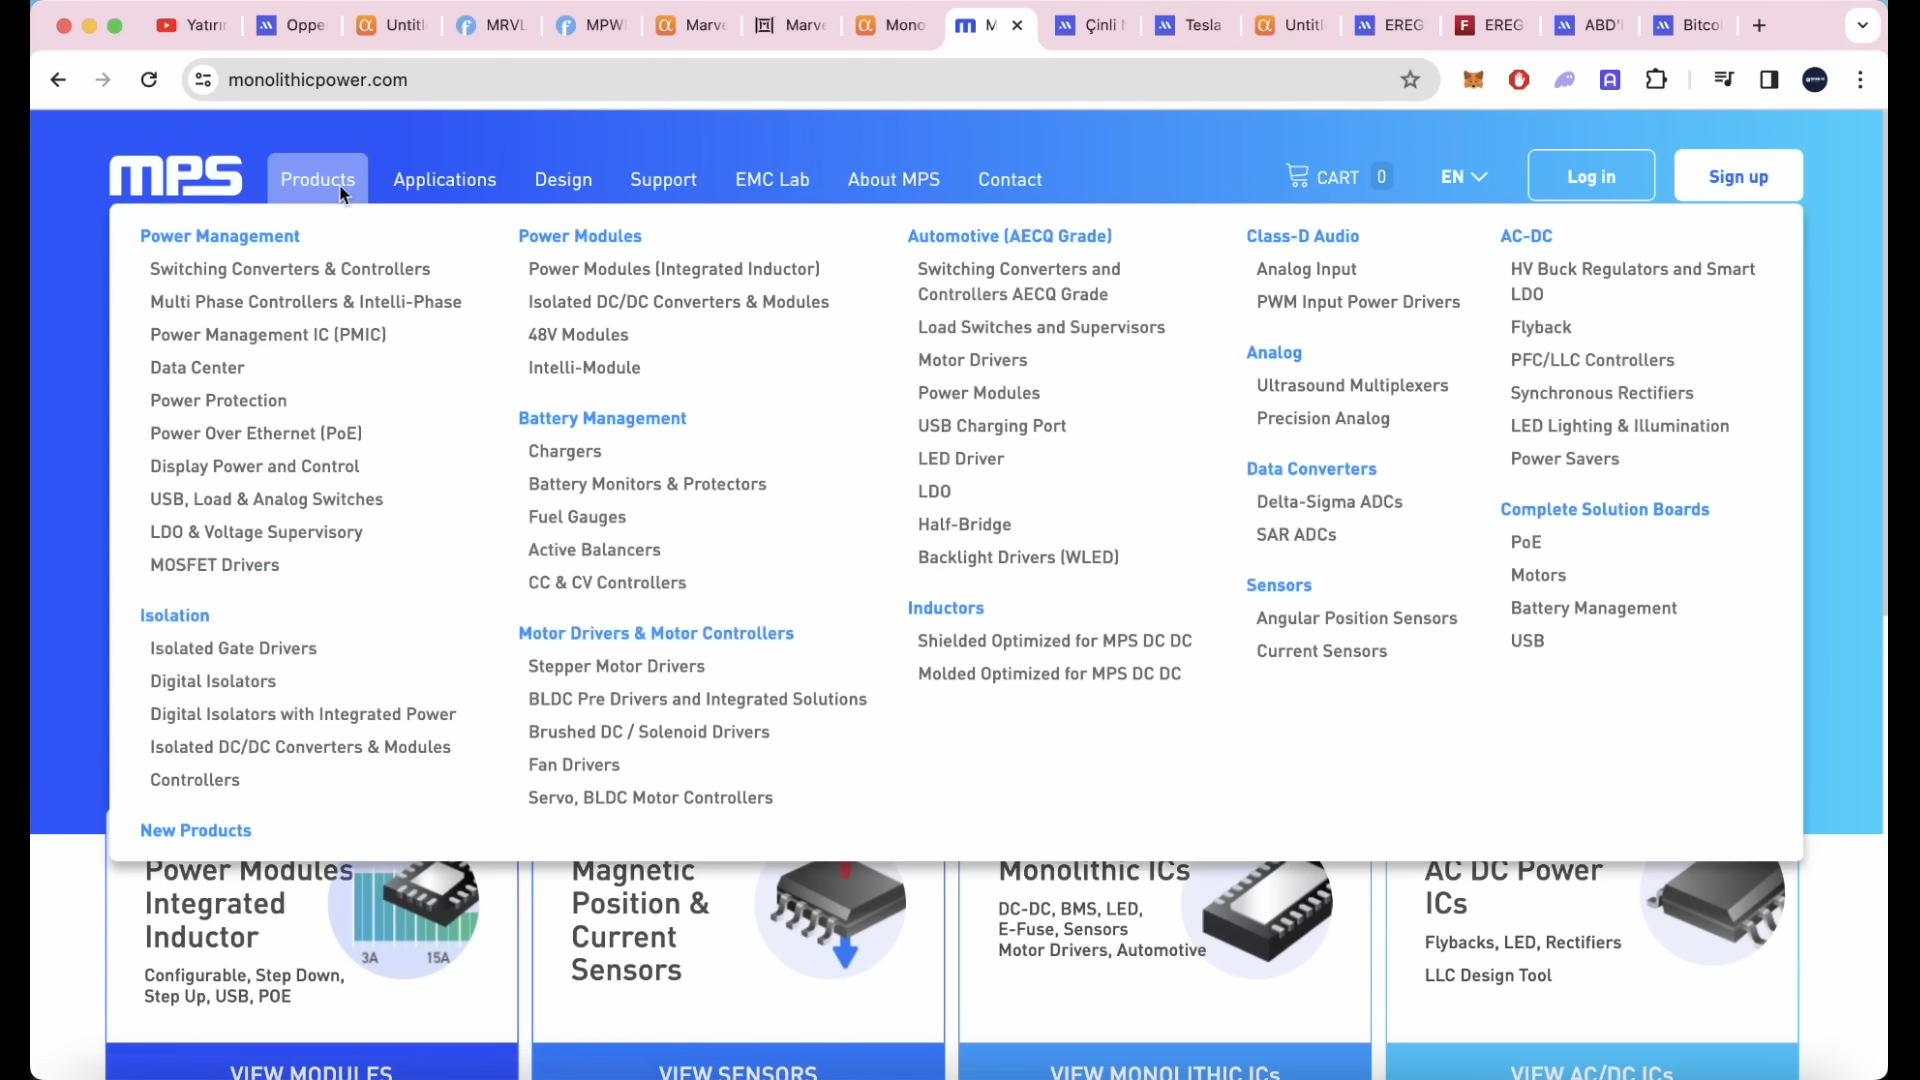 Yatırır
Oppe
Untitl
MRVL
MPW
Marve
Marve
Mono
M
Çinli
Tesla
Untitl
EREG
EREG
ABD'
Bitco
monolithicpower.com
MPS
Products
Applications
Design
Support
EMC Lab
About MPS
Contact
CART 0
EN
Log in
Sign up
Power Management
Switching Converters & Controllers
Multi Phase Controllers & Intelli-Phase
Power Management IC (PMIC)
Data Center
Power Protection
Power Over Ethernet (PoE)
Display Power and Control
USB, Load & Analog Switches
LDO & Voltage Supervisory
MOSFET Drivers
Isolation
Isolated Gate Drivers
Digital Isolators
Digital Isolators with Integrated Power
Isolated DC/DC Converters & Modules
Controllers
New Products
Power Modules
Power Modules (Integrated Inductor)
Isolated DC/DC Converters & Modules
48V Modules
Intelli-Module
Battery Management
Chargers
Battery Monitors & Protectors
Fuel Gauges
Active Balancers
CC & CV Controllers
Motor Drivers & Motor Controllers
Stepper Motor Drivers
BLDC Pre Drivers and Integrated Solutions
Brushed DC / Solenoid Drivers
Fan Drivers
Servo, BLDC Motor Controllers
Automotive (AECQ Grade)
Switching Converters and
Controllers AECQ Grade
Load Switches and Supervisors
Motor Drivers
Power Modules
USB Charging Port
LED Driver
LDO
Half-Bridge
Backlight Drivers (WLED)
Inductors
Shielded Optimized for MPS DC DC
Molded Optimized for MPS DC DC
Class-D Audio
Analog Input
PWM Input Power Drivers
Analog
Ultrasound Multiplexers
Precision Analog
Data Converters
Delta-Sigma ADCs
SAR ADCs
Sensors
Angular Position Sensors
Current Sensors
AC-DC
HV Buck Regulators and Smart
LDO
Flyback
PFC/LLC Controllers
Synchronous Rectifiers
LED Lighting & Illumination
Power Savers
Complete Solution Boards
PoE
Motors
Battery Management
USB
Power Modules
Integrated
Inductor
3A 15A
Configurable, Step Down,
Step Up, USB, POE
VIEW MODULES
Magnetic
Position &
Current
Sensors
VIEW SENSORS
Monolithic ICs
DC-DC, BMS, LED,
E-Fuse, Sensors
Motor Drivers, Automotive
VIEW MONOLITHIC ICs
AC DC Power
ICs
Flybacks, LED, Rectifiers
LLC Design Tool
VIEW AC/DC ICs